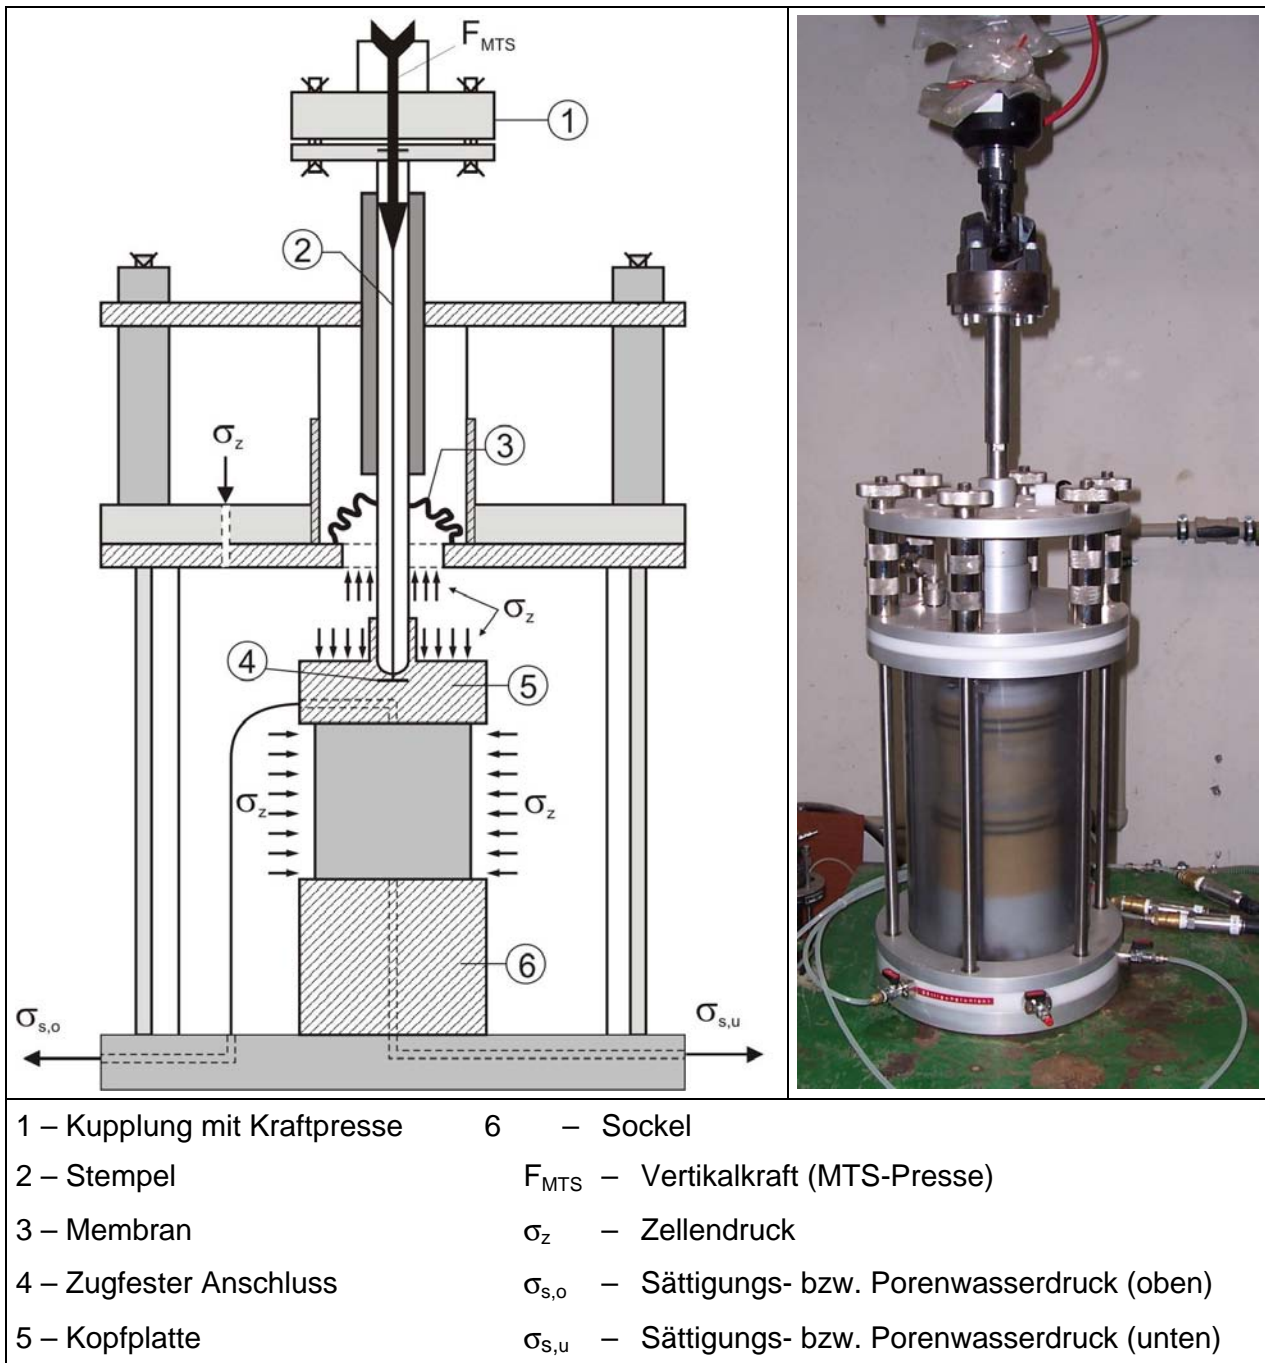 F_MTS
1
2
3
σ_z
σ_z
4
5
σ_z
σ_z
6
σ_s,o
σ_s,u
Sättigungsanlage
1 – Kupplung mit Kraftpresse 6 – Sockel
2 – Stempel F_MTS – Vertikalkraft (MTS-Presse)
3 – Membran σ_z – Zellendruck
4 – Zugfester Anschluss σ_s,o – Sättigungs- bzw. Porenwasserdruck (oben)
5 – Kopfplatte σ_s,u – Sättigungs- bzw. Porenwasserdruck (unten)